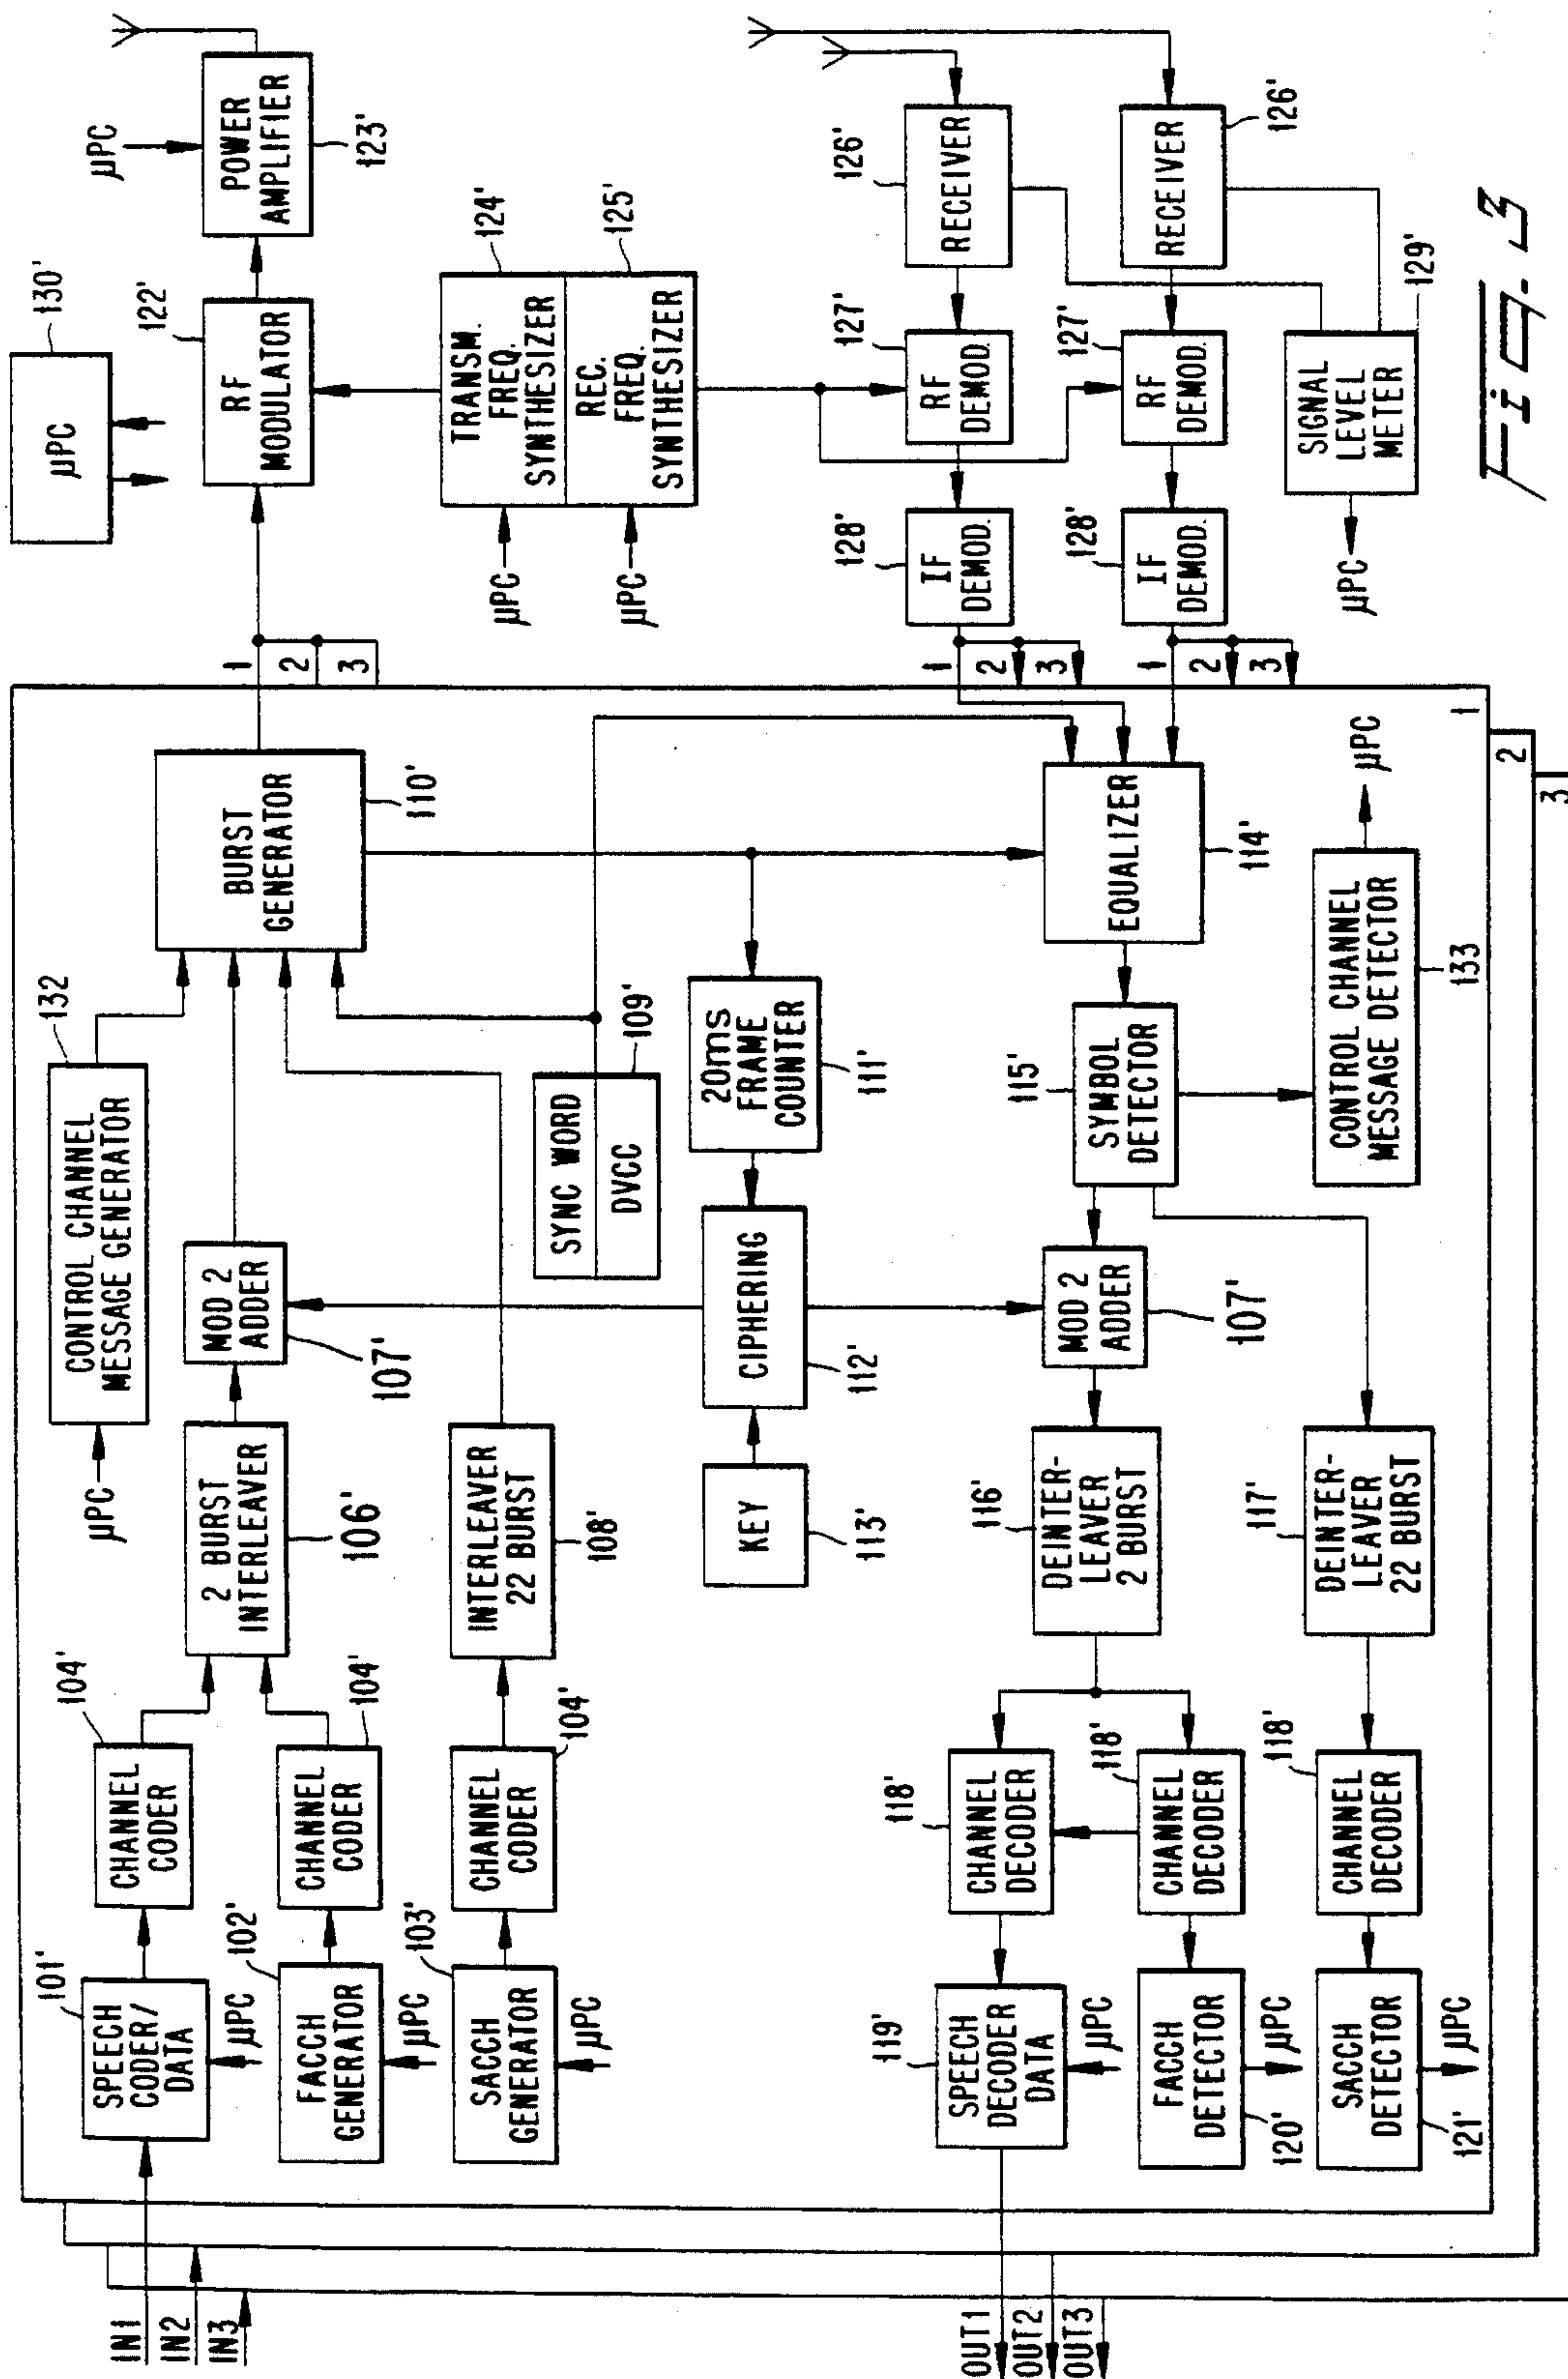 IN1
IN2
IN3
101'
SPEECH
CODER/
DATA
µPC
104'
CHANNEL
CODER
102'
FACCH
GENERATOR
µPC
CHANNEL
CODER
104'
103'
SACCH
GENERATOR
µPC
CHANNEL
CODER
104'
2 BURST
INTERLEAVER
106'
INTERLEAVER
22 BURST
108'
µPC
CONTROL CHANNEL
MESSAGE GENERATOR
132
MOD 2
ADDER
107'
SYNC WORD
DVCC
109'
BURST
GENERATOR
110'
KEY
113'
CIPHERING
112'
20ms
FRAME
COUNTER
111'
1
2
3
130'
µPC
122'
RF
MODULATOR
µPC
POWER
AMPLIFIER
123'
µPC
µPC
TRANSM.
FREQ.
SYNTHESIZER
REC.
FREQ.
SYNTHESIZER
124'
125'
OUT1
OUT2
OUT3
119'
SPEECH
DECODER
DATA
µPC
118'
CHANNEL
DECODER
FACCH
DETECTOR
120'
µPC
118'
CHANNEL
DECODER
SACCH
DETECTOR
121'
µPC
118'
CHANNEL
DECODER
116'
DEINTER-
LEAVER
2 BURST
117'
DEINTER-
LEAVER
22 BURST
MOD 2
ADDER
107'
115'
SYMBOL
DETECTOR
EQUALIZER
114'
CONTROL CHANNEL
MESSAGE DETECTOR
133
µPC
1
2
3
1
2
3
1
2
3
128'
IF
DEMOD.
127'
RF
DEMOD.
126'
RECEIVER
128'
IF
DEMOD.
127'
RF
DEMOD.
RECEIVER
126'
µPC
SIGNAL
LEVEL
METER
129'
Fig. 3